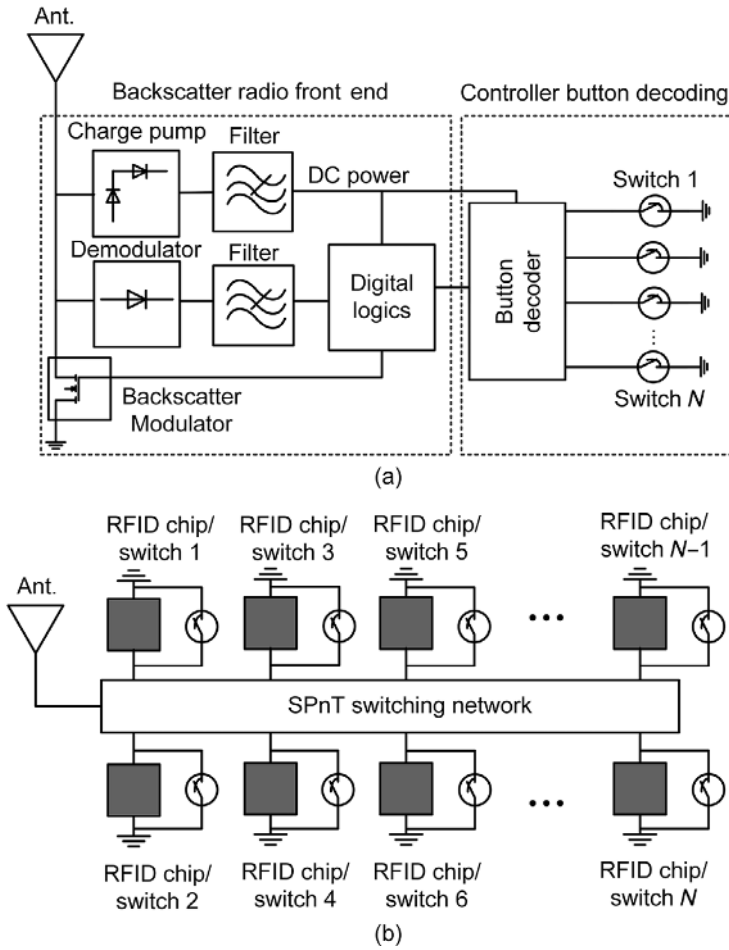 Ant.
Backscatter radio front end
Controller button decoding
Charge pump
Filter
DC power
Switch 1
Demodulator
Filter
Digital
logics
Button
decoder
Backscatter
Modulator
Switch N
(a)
RFID chip/
switch 1
RFID chip/
switch 3
RFID chip/
switch 5
RFID chip/
switch N–1
Ant.
SPnT switching network
RFID chip/
switch 2
RFID chip/
switch 4
RFID chip/
switch 6
RFID chip/
switch N
(b)